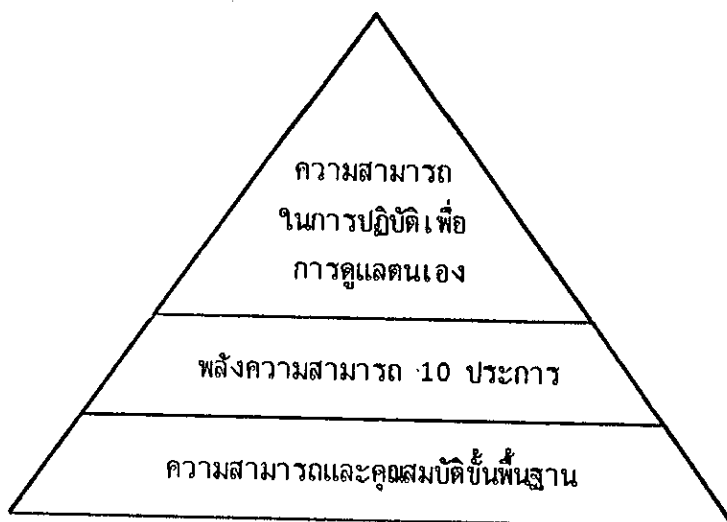 ความสามารถ
ในการปฏิบัติเพื่อ
การดูแลตนเอง
พลังความสามารถ 10 ประการ
ความสามารถและคุณสมบัติขั้นพื้นฐาน